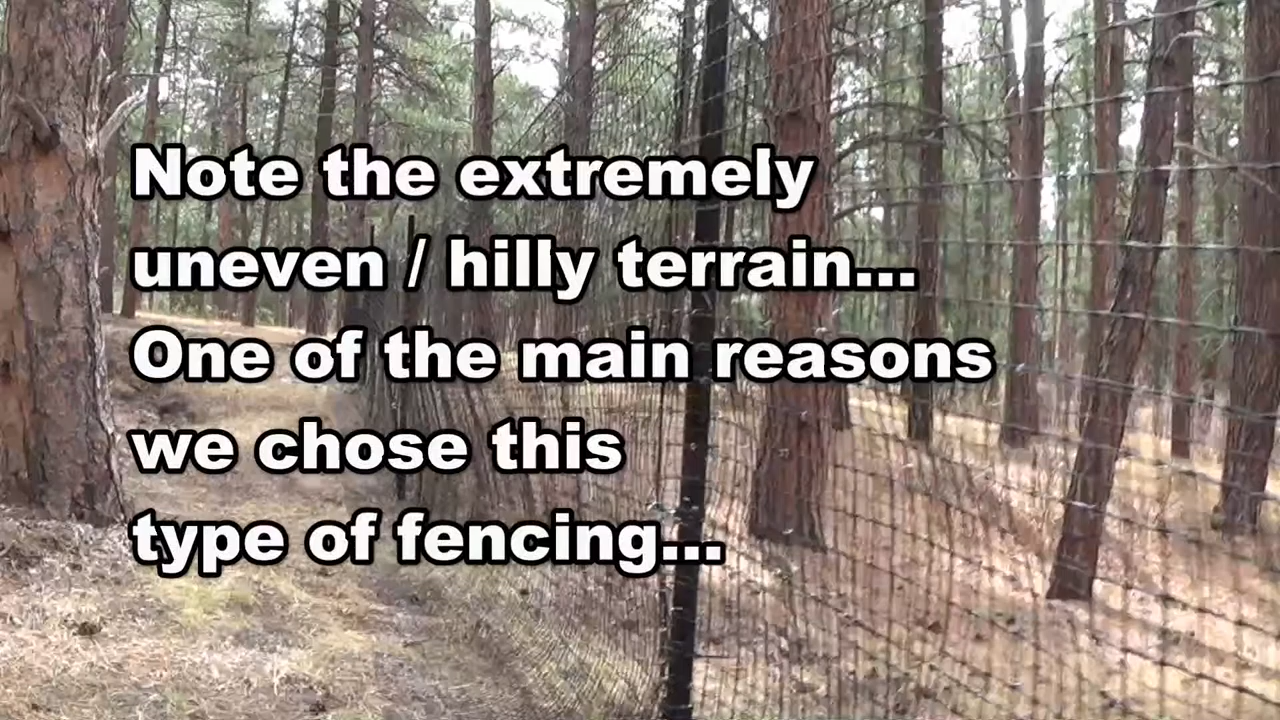 Note the extremely
uneven / hilly terrain...
One of the main reasons
we chose this
type of fencing...